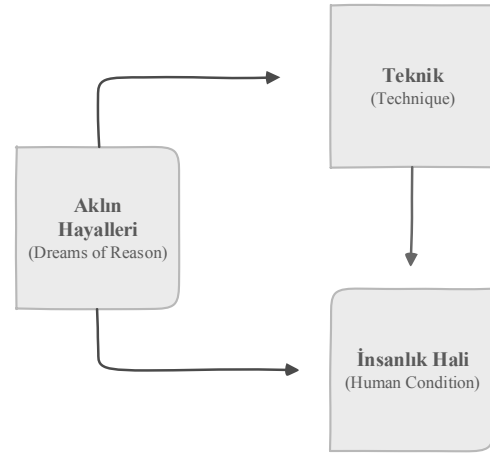 Teknik
(Technique)
Aklın
Hayalleri
(Dreams of Reason)
İnsanlık Hali
(Human Condition)